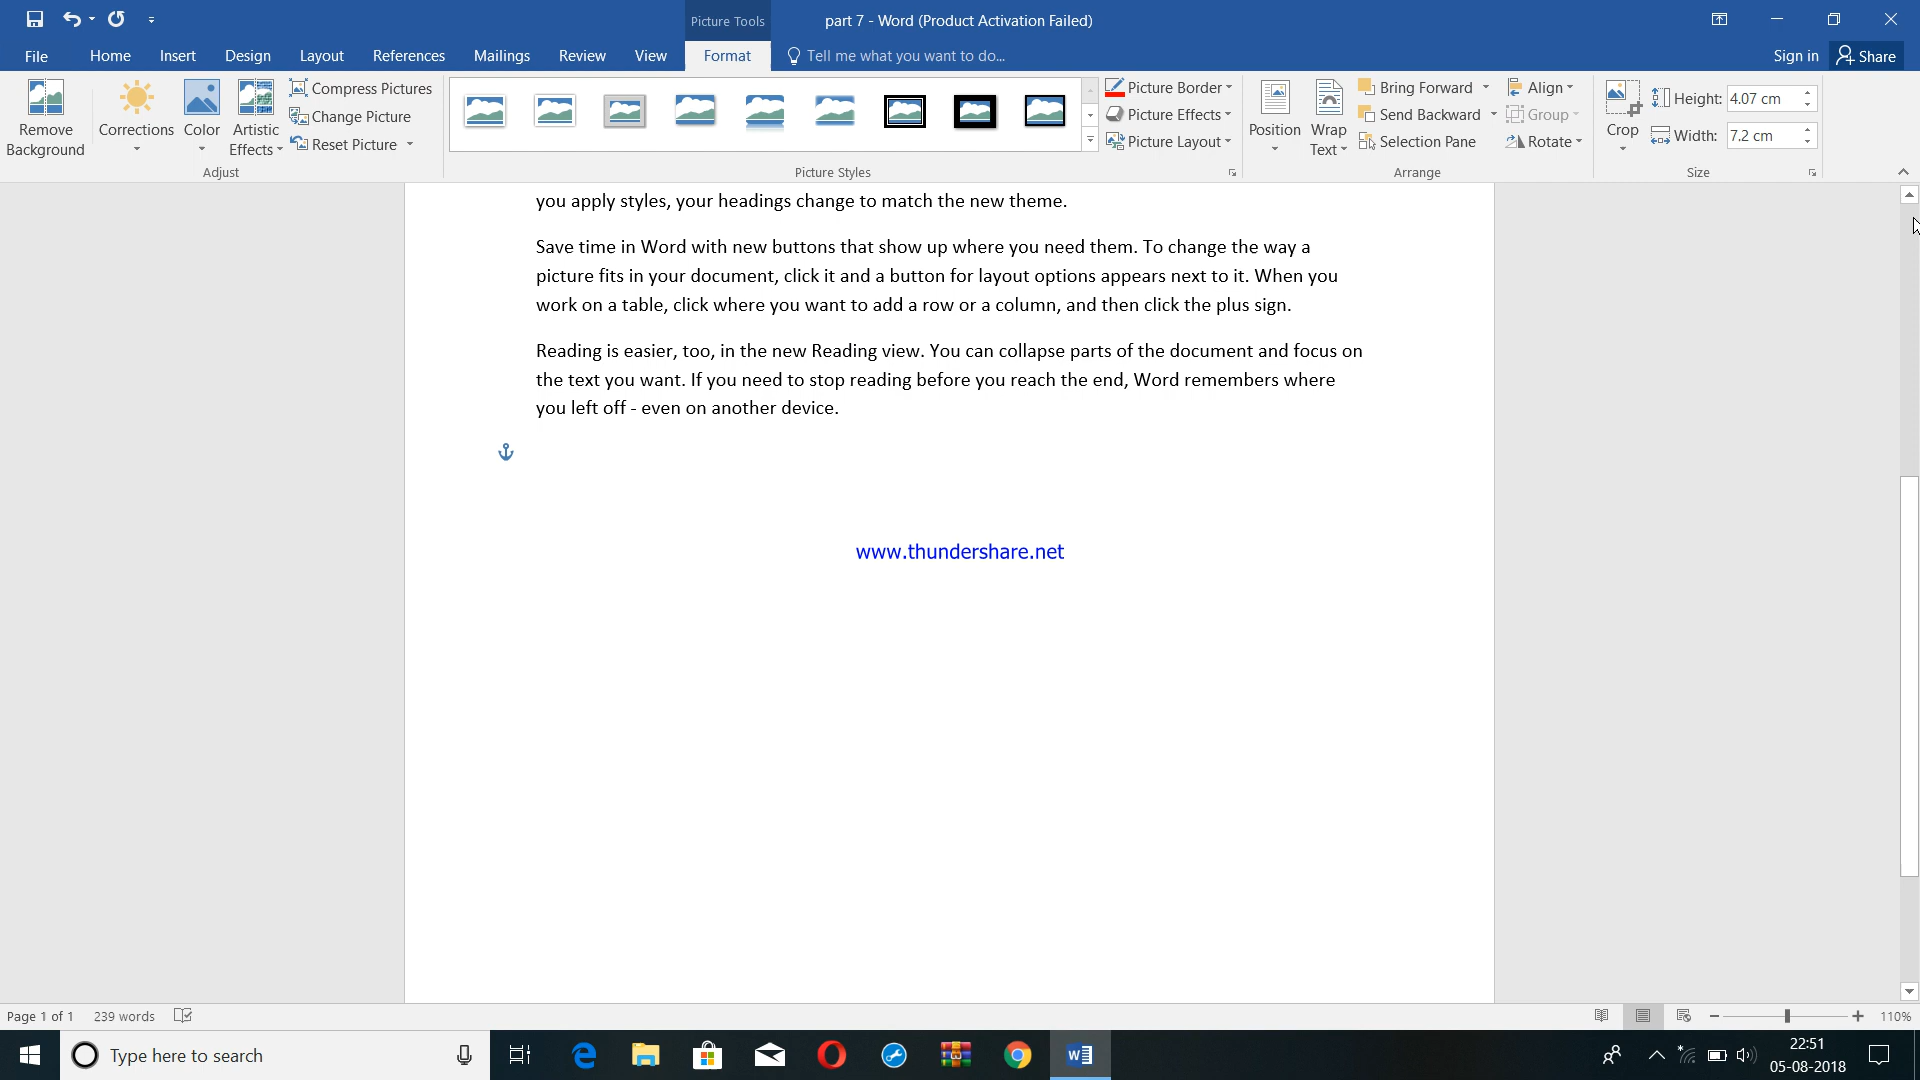 Picture Tools
part 7 - Word (Product Activation Failed)
File Home Insert Design Layout References Mailings Review View Format Tell me what you want to do... Sign in Share
Remove Background
Corrections
Color
Artistic Effects
Compress Pictures
Change Picture
Reset Picture
Adjust
Picture Styles
Picture Border
Picture Effects
Picture Layout
Position
Wrap Text
Bring Forward
Send Backward
Selection Pane
Align
Group
Rotate
Arrange
Crop
Height: 4.07 cm
Width: 7.2 cm
Size
you apply styles, your headings change to match the new theme.
Save time in Word with new buttons that show up where you need them. To change the way a
picture fits in your document, click it and a button for layout options appears next to it. When you
work on a table, click where you want to add a row or a column, and then click the plus sign.
Reading is easier, too, in the new Reading view. You can collapse parts of the document and focus on
the text you want. If you need to stop reading before you reach the end, Word remembers where
you left off - even on another device.
www.thundershare.net
Page 1 of 1 239 words 110%
Type here to search
22:51
05-08-2018